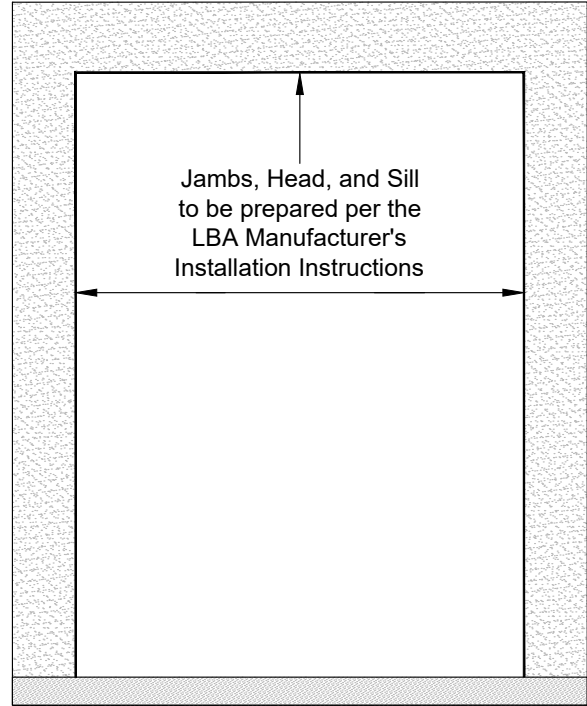 Jambs, Head, and Sill
to be prepared per the
LBA Manufacturer's
Installation Instructions